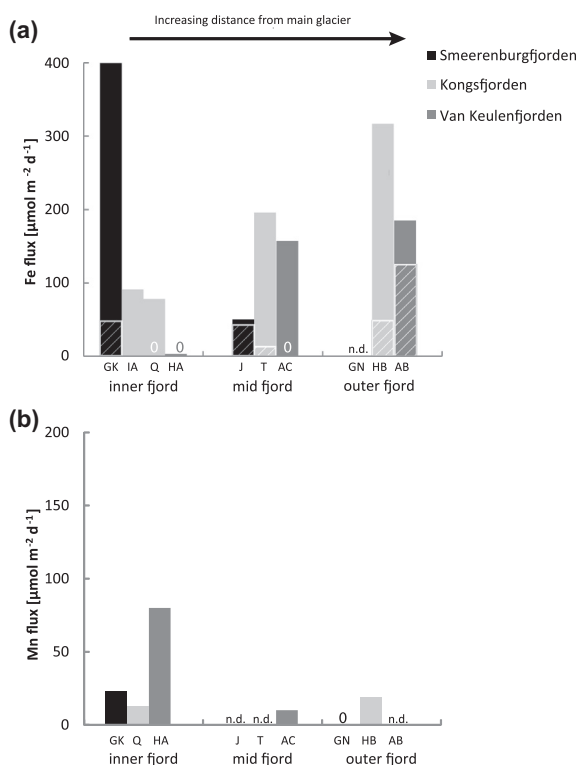 (a)
Increasing distance from main glacier
Smeerenburgfjorden
Kongsfjorden
Van Keulenfjorden
Fe flux [µmol m⁻² d⁻¹]
400
300
200
100
0
0 0 0
n.d.
GK IA Q HA J T AC GN HB AB
inner fjord mid fjord outer fjord
(b)
Mn flux [µmol m⁻² d⁻¹]
200
150
100
50
0
n.d. n.d. 0 n.d.
GK Q HA J T AC GN HB AB
inner fjord mid fjord outer fjord